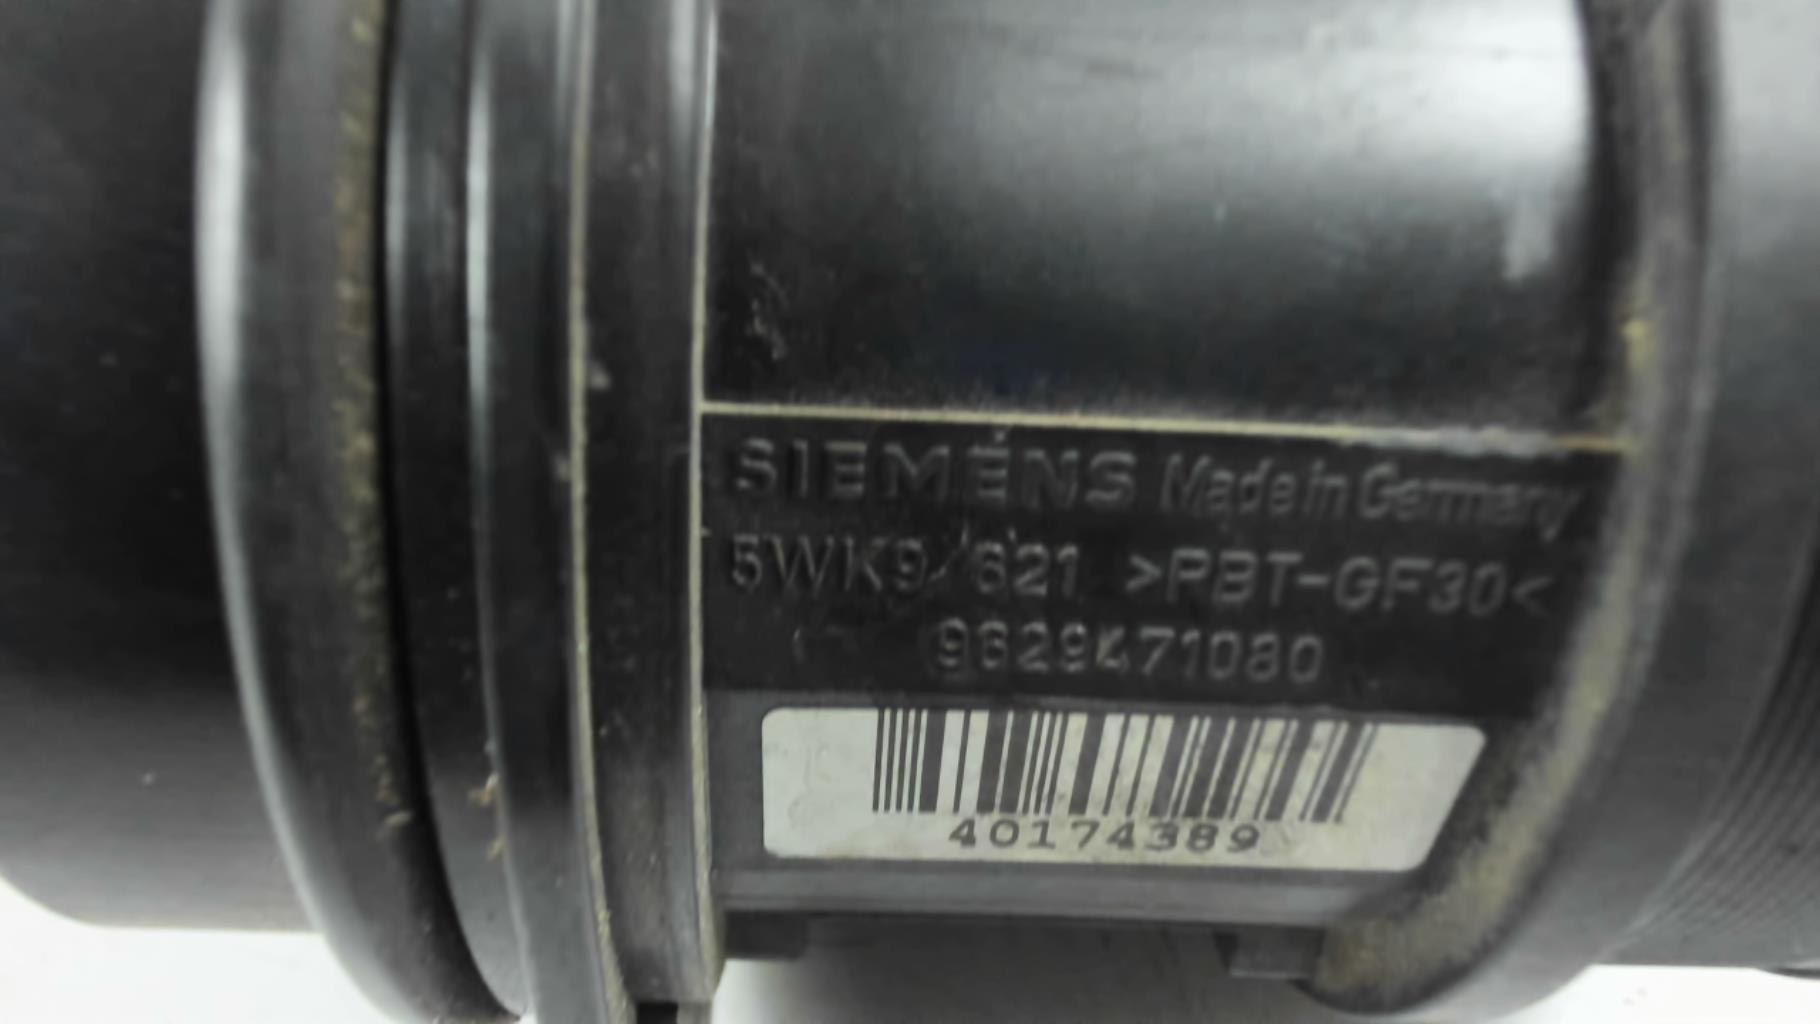 SIEMENS Made in Germany
5WK9 621 >PBT-GF30<
9629471080
40174389